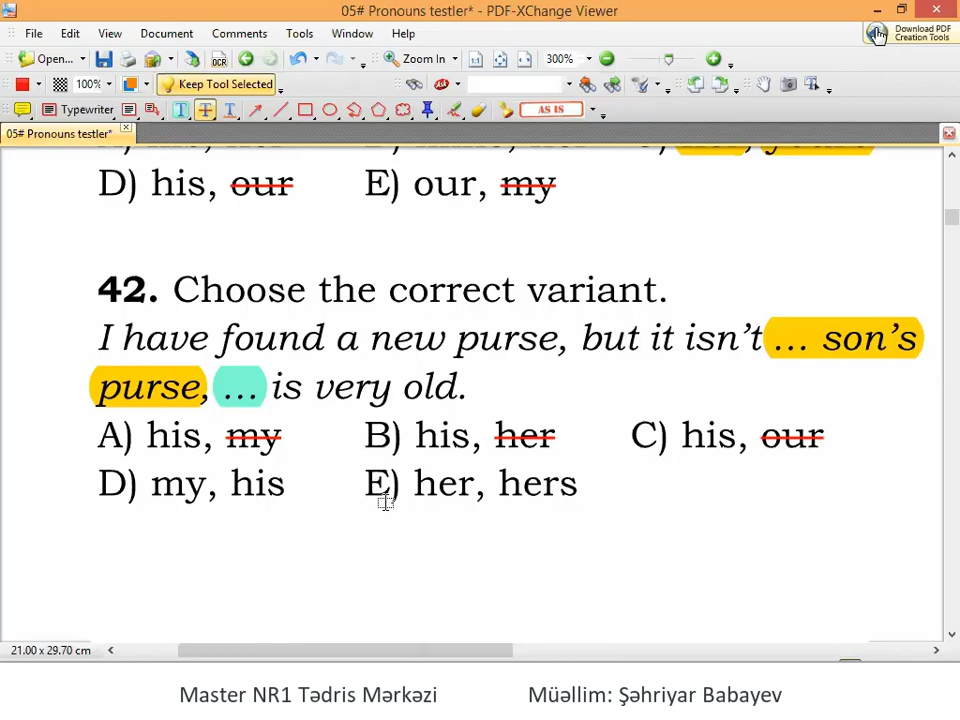 05# Pronouns testler* - PDF-XChange Viewer
File Edit View Document Comments Tools Window Help
Download PDF Creation Tools
Open... OCR Zoom In 300%
100% Keep Tool Selected
Typewriter AS IS
05# Pronouns testler*
D) his, our E) our, my
42. Choose the correct variant.
I have found a new purse, but it isn't ... son's
purse, ... is very old.
A) his, my B) his, her C) his, our
D) my, his E) her, hers
21.00 x 29.70 cm
Master NR1 Tədris Mərkəzi Müəllim: Şəhriyar Babayev